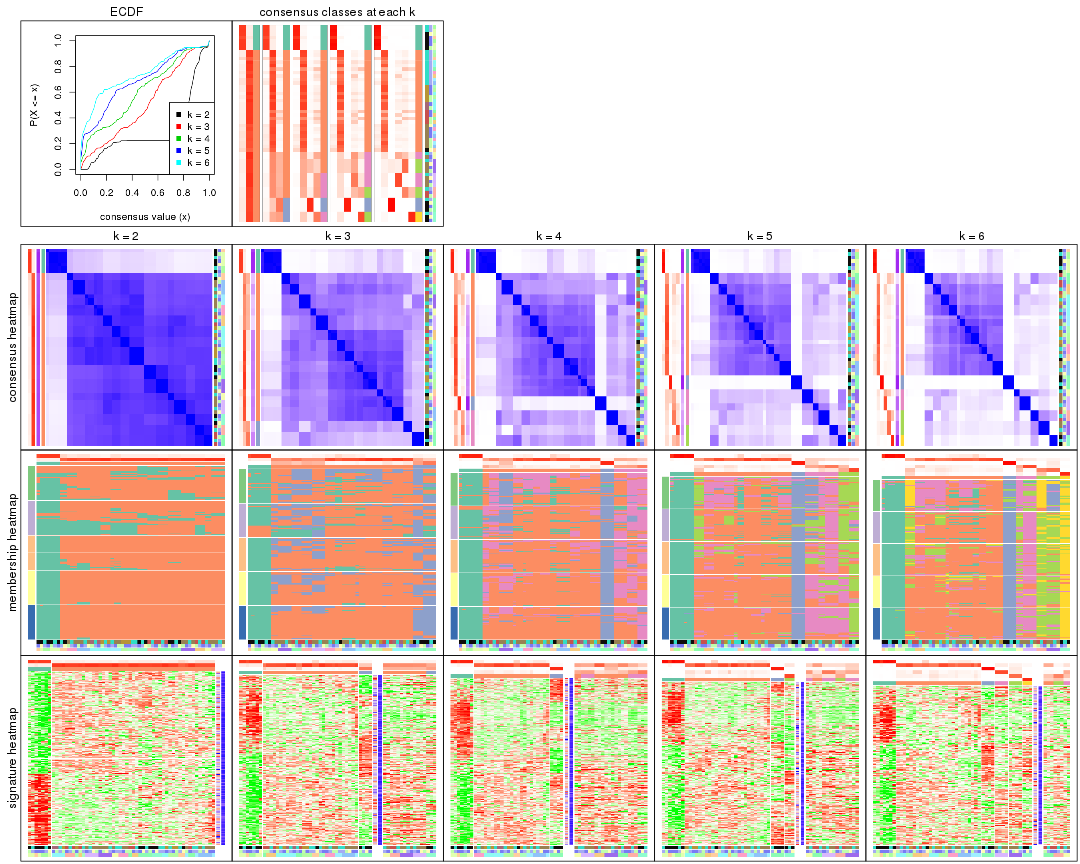 ECDF
consensus classes at each k
P(X <= x)
0.0 0.2 0.4 0.6 0.8 1.0
k = 2
k = 3
k = 4
k = 5
k = 6
0.0 0.2 0.4 0.6 0.8 1.0
consensus value (x)
k = 2 k = 3 k = 4 k = 5 k = 6
consensus heatmap
membership heatmap
signature heatmap